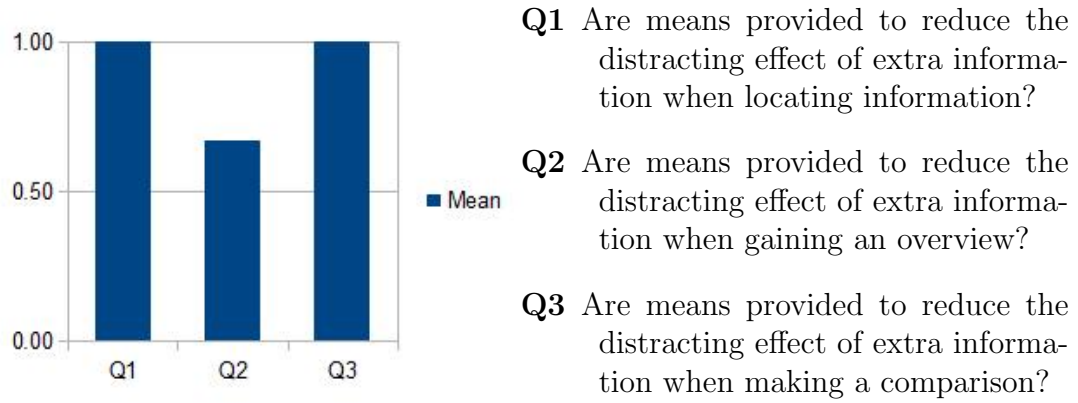 1.00
0.50
0.00
Q1
Q2
Q3
Mean
Q1 Are means provided to reduce the
distracting effect of extra informa-
tion when locating information?
Q2 Are means provided to reduce the
distracting effect of extra informa-
tion when gaining an overview?
Q3 Are means provided to reduce the
distracting effect of extra informa-
tion when making a comparison?